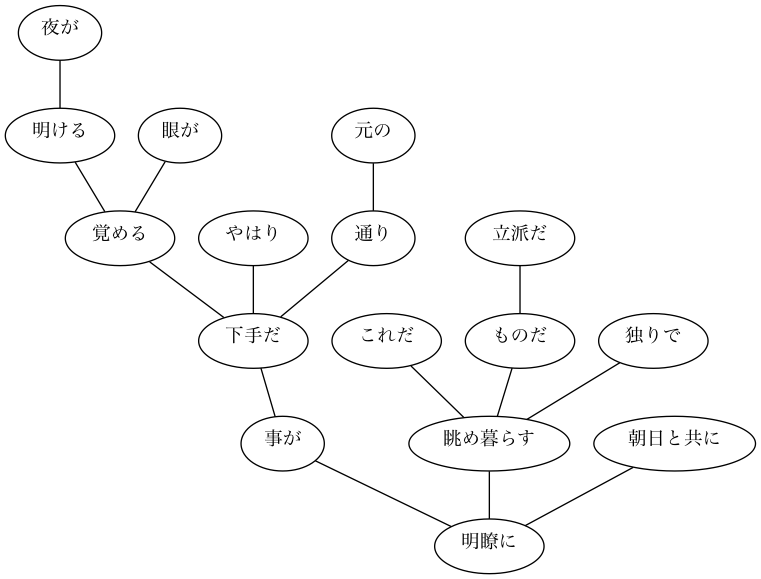 夜が
明ける
眼が
元の
覚める
やはり
通り
立派だ
下手だ
これだ
ものだ
独りで
事が
眺め暮らす
朝日と共に
明瞭に